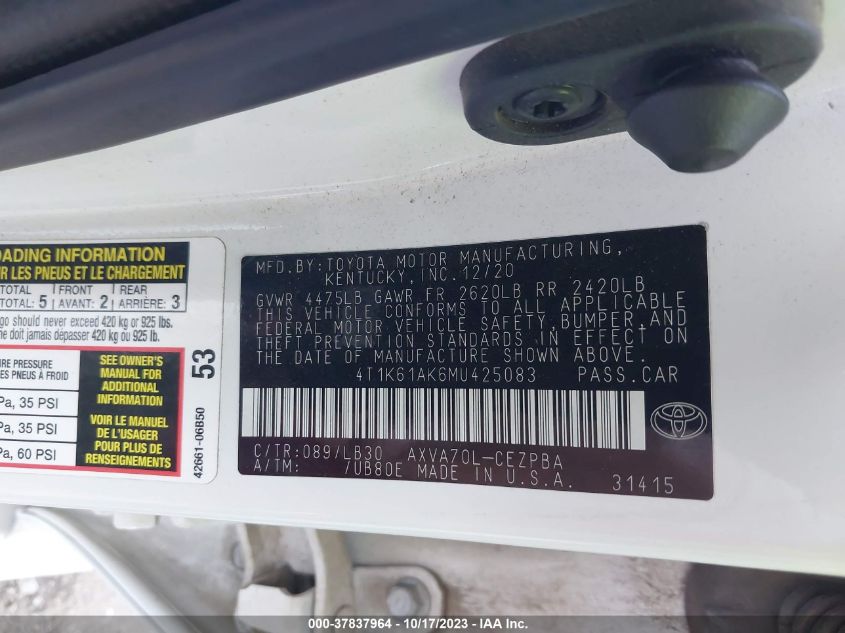 OADING INFORMATION
R LES PNEUS ET LE CHARGEMENT
TOTAL FRONT REAR
TOTAL: 5 AVANT: 2 ARRIÈRE: 3
go should never exceed 420 kg or 925 lbs.
ne doit jamais dépasser 420 kg ou 925 lb.
IRE PRESSURE
ES PNEUS À FROID
Pa, 35 PSI
Pa, 35 PSI
Pa, 60 PSI
SEE OWNER'S
MANUAL FOR
ADDITIONAL
INFORMATION
VOIR LE MANUEL
DE L'USAGER
POUR PLUS DE
RENSEIGNEMENTS
53
42661-06B50
MFD.BY:TOYOTA MOTOR MANUFACTURING,
KENTUCKY, INC.12/20
GVWR 4475LB GAWR FR 2620LB RR 2420LB
THIS VEHICLE CONFORMS TO ALL APPLICABLE
FEDERAL MOTOR VEHICLE SAFETY,BUMPER,AND
THEFT PREVENTION STANDARDS IN EFFECT ON
THE DATE OF MANUFACTURE SHOWN ABOVE.
4T1K61AK6MU425083 PASS.CAR
C/TR:089/LB30 AXVA70L-CEZPBA
A/TM: /UB80E MADE IN U.S.A. 31415
000-37837964 | 10/17/2023 | IAA Inc.